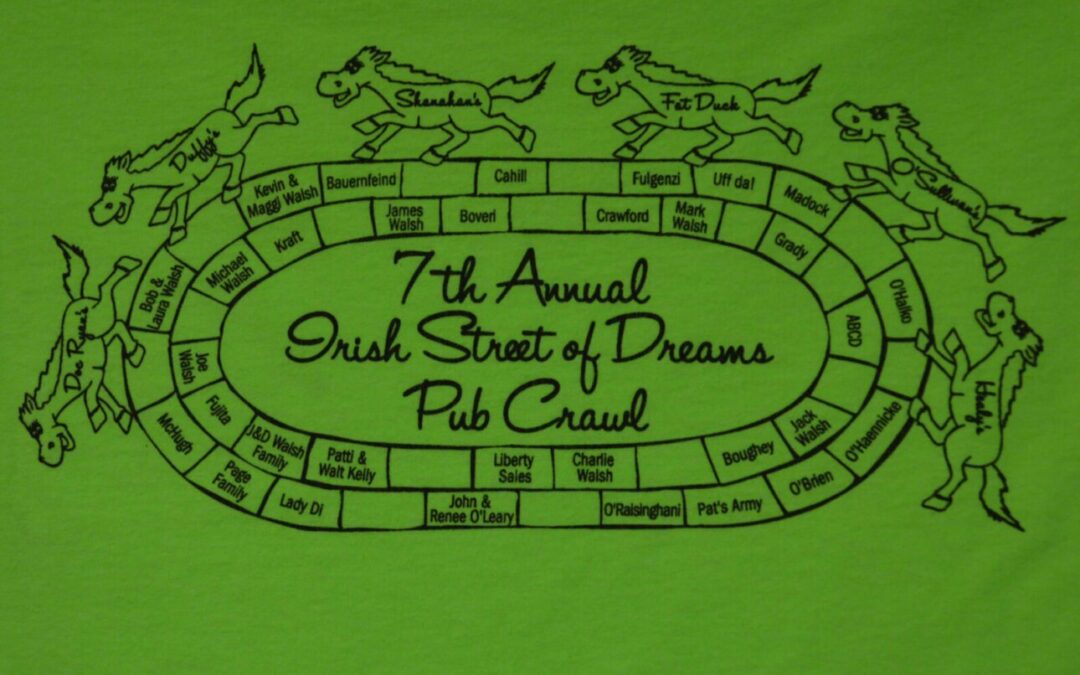 Shanahan's
Fat Duck
Duffy's
O'Sullivan's
Doc Ryan's
Healy's
Kevin &
Maggi Walsh
Bauernfeind
Cahill
Fulgenzi
Uff da!
Madock
O'Halko
O'Haennicke
O'Brien
Pat's Army
O'Raisinghani
John &
Renee O'Leary
Lady Di
Page
Family
McHugh
Bob &
Laura Walsh
Michael
Walsh
Kraft
James
Walsh
Boveri
Crawford
Mark
Walsh
Grady
ABCD
Jack
Walsh
Boughey
Charlie
Walsh
Liberty
Sales
Patti &
Walt Kelly
J&D Walsh
Family
Fujita
Joe
Walsh
7th Annual
Irish Street of Dreams
Pub Crawl